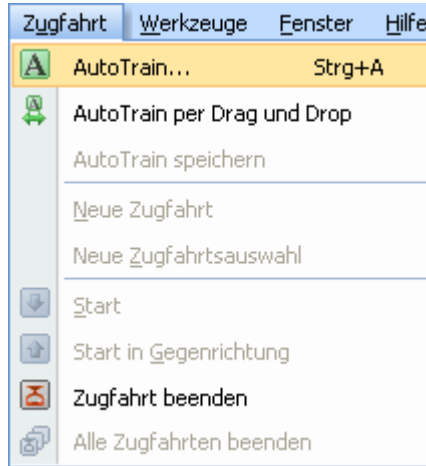 Zugfahrt Werkzeuge Fenster Hilfe
AutoTrain... Strg+A
AutoTrain per Drag und Drop
AutoTrain speichern
Neue Zugfahrt
Neue Zugfahrtsauswahl
Start
Start in Gegenrichtung
Zugfahrt beenden
Alle Zugfahrten beenden